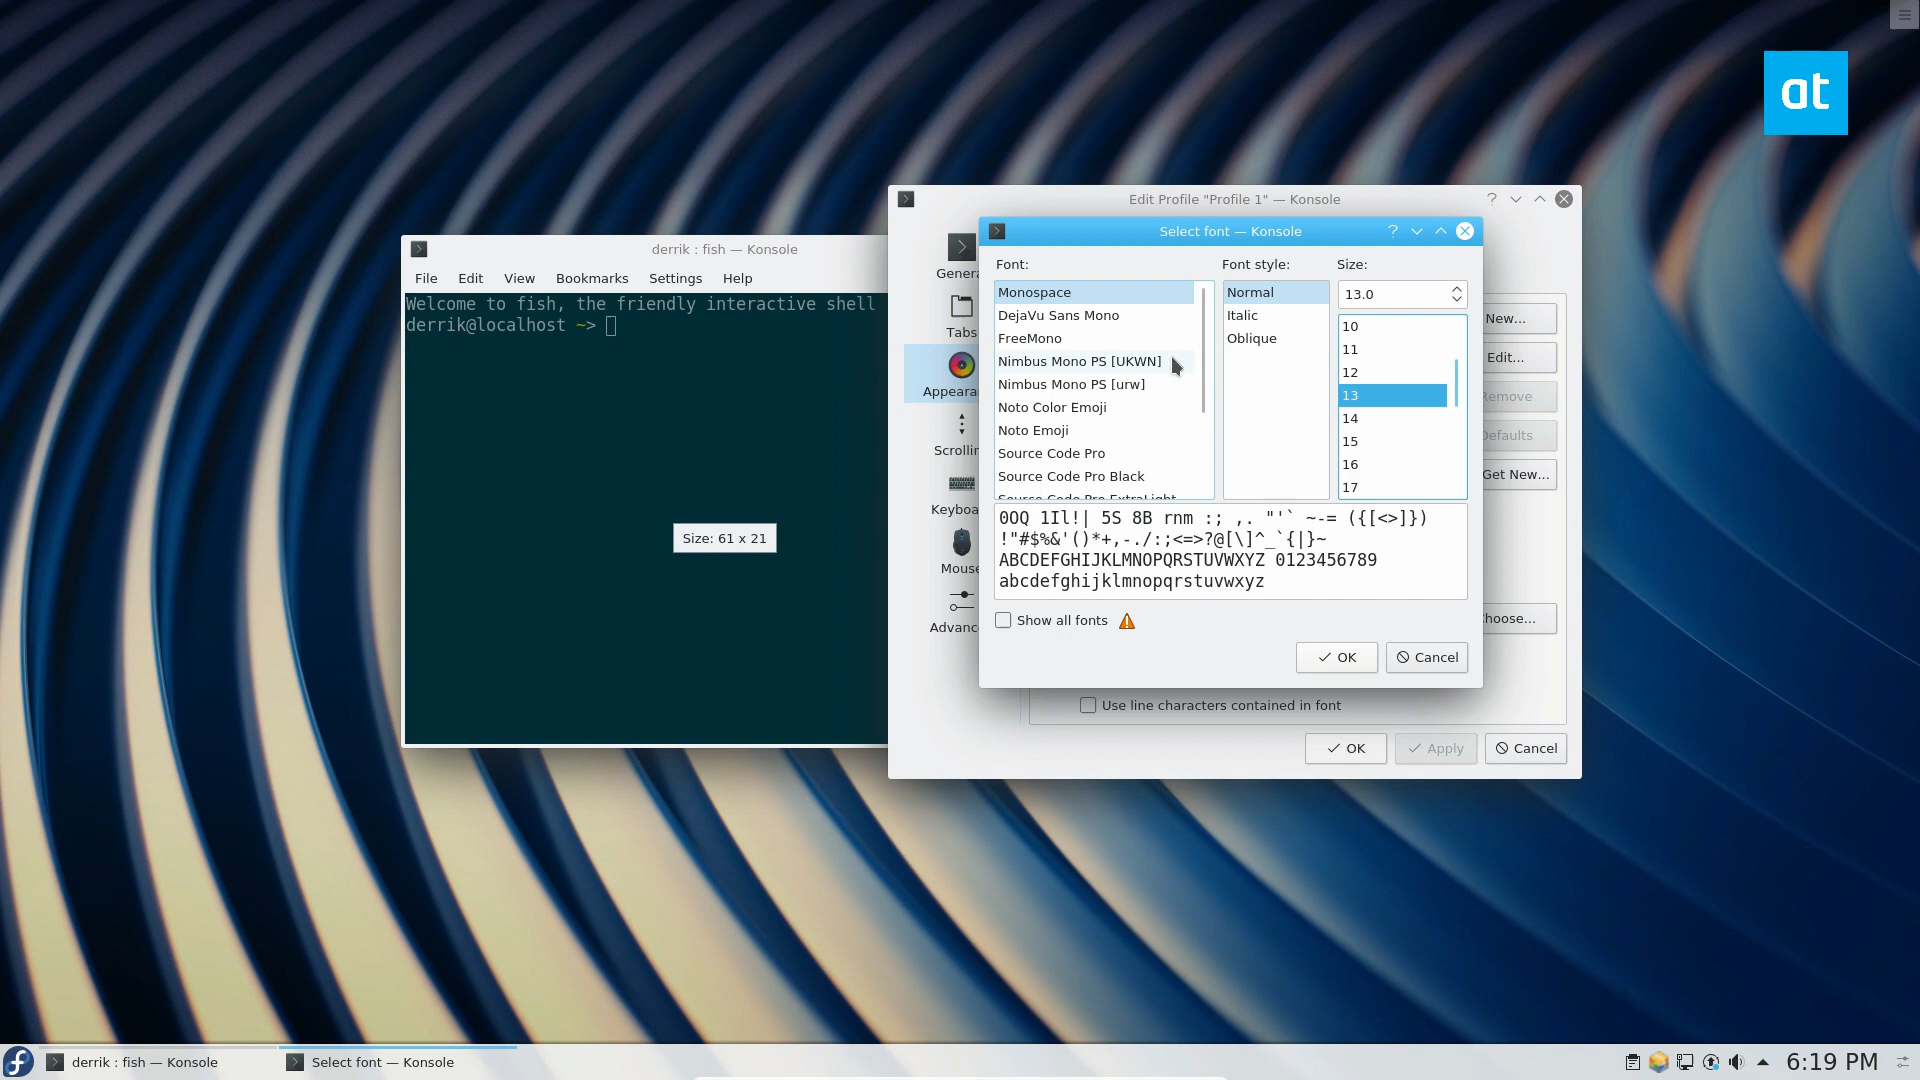 at
Edit Profile "Profile 1" — Konsole
Select font — Konsole
derrik : fish — Konsole
File Edit View Bookmarks Settings Help
Welcome to fish, the friendly interactive shell
derrik@localhost ~>
Size: 61 x 21
Tabs
Mouse
Font:
Monospace
DejaVu Sans Mono
FreeMono
Nimbus Mono PS [UKWN]
Nimbus Mono PS [urw]
Noto Color Emoji
Noto Emoji
Source Code Pro
Source Code Pro Black
Source Code Pro ExtraLight
Font style:
Normal
Italic
Oblique
Size:
13.0
10
11
12
13
14
15
16
17
0OQ 1Il!| 5S 8B rnm :; ,. "'` ~-= ({[<>]})
!"#$%&'()*+,-./:;<=>?@[\]^_`{|}~
ABCDEFGHIJKLMNOPQRSTUVWXYZ 0123456789
abcdefghijklmnopqrstuvwxyz
Show all fonts
OK Cancel
New...
Edit...
Get New...
Use line characters contained in font
OK Apply Cancel
derrik : fish — Konsole
Select font — Konsole
6:19 PM